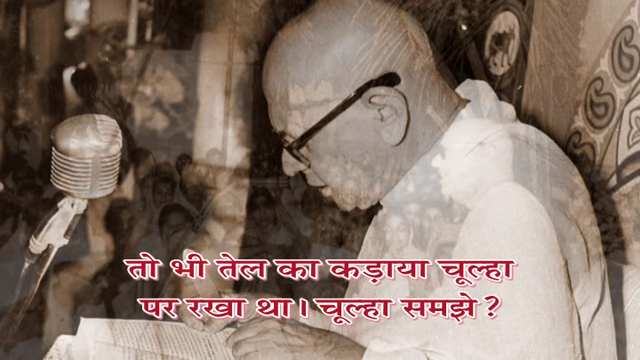 तो भी तेल का कड़ाया चूल्हा
पर रखा था। चूल्हा समझे ?